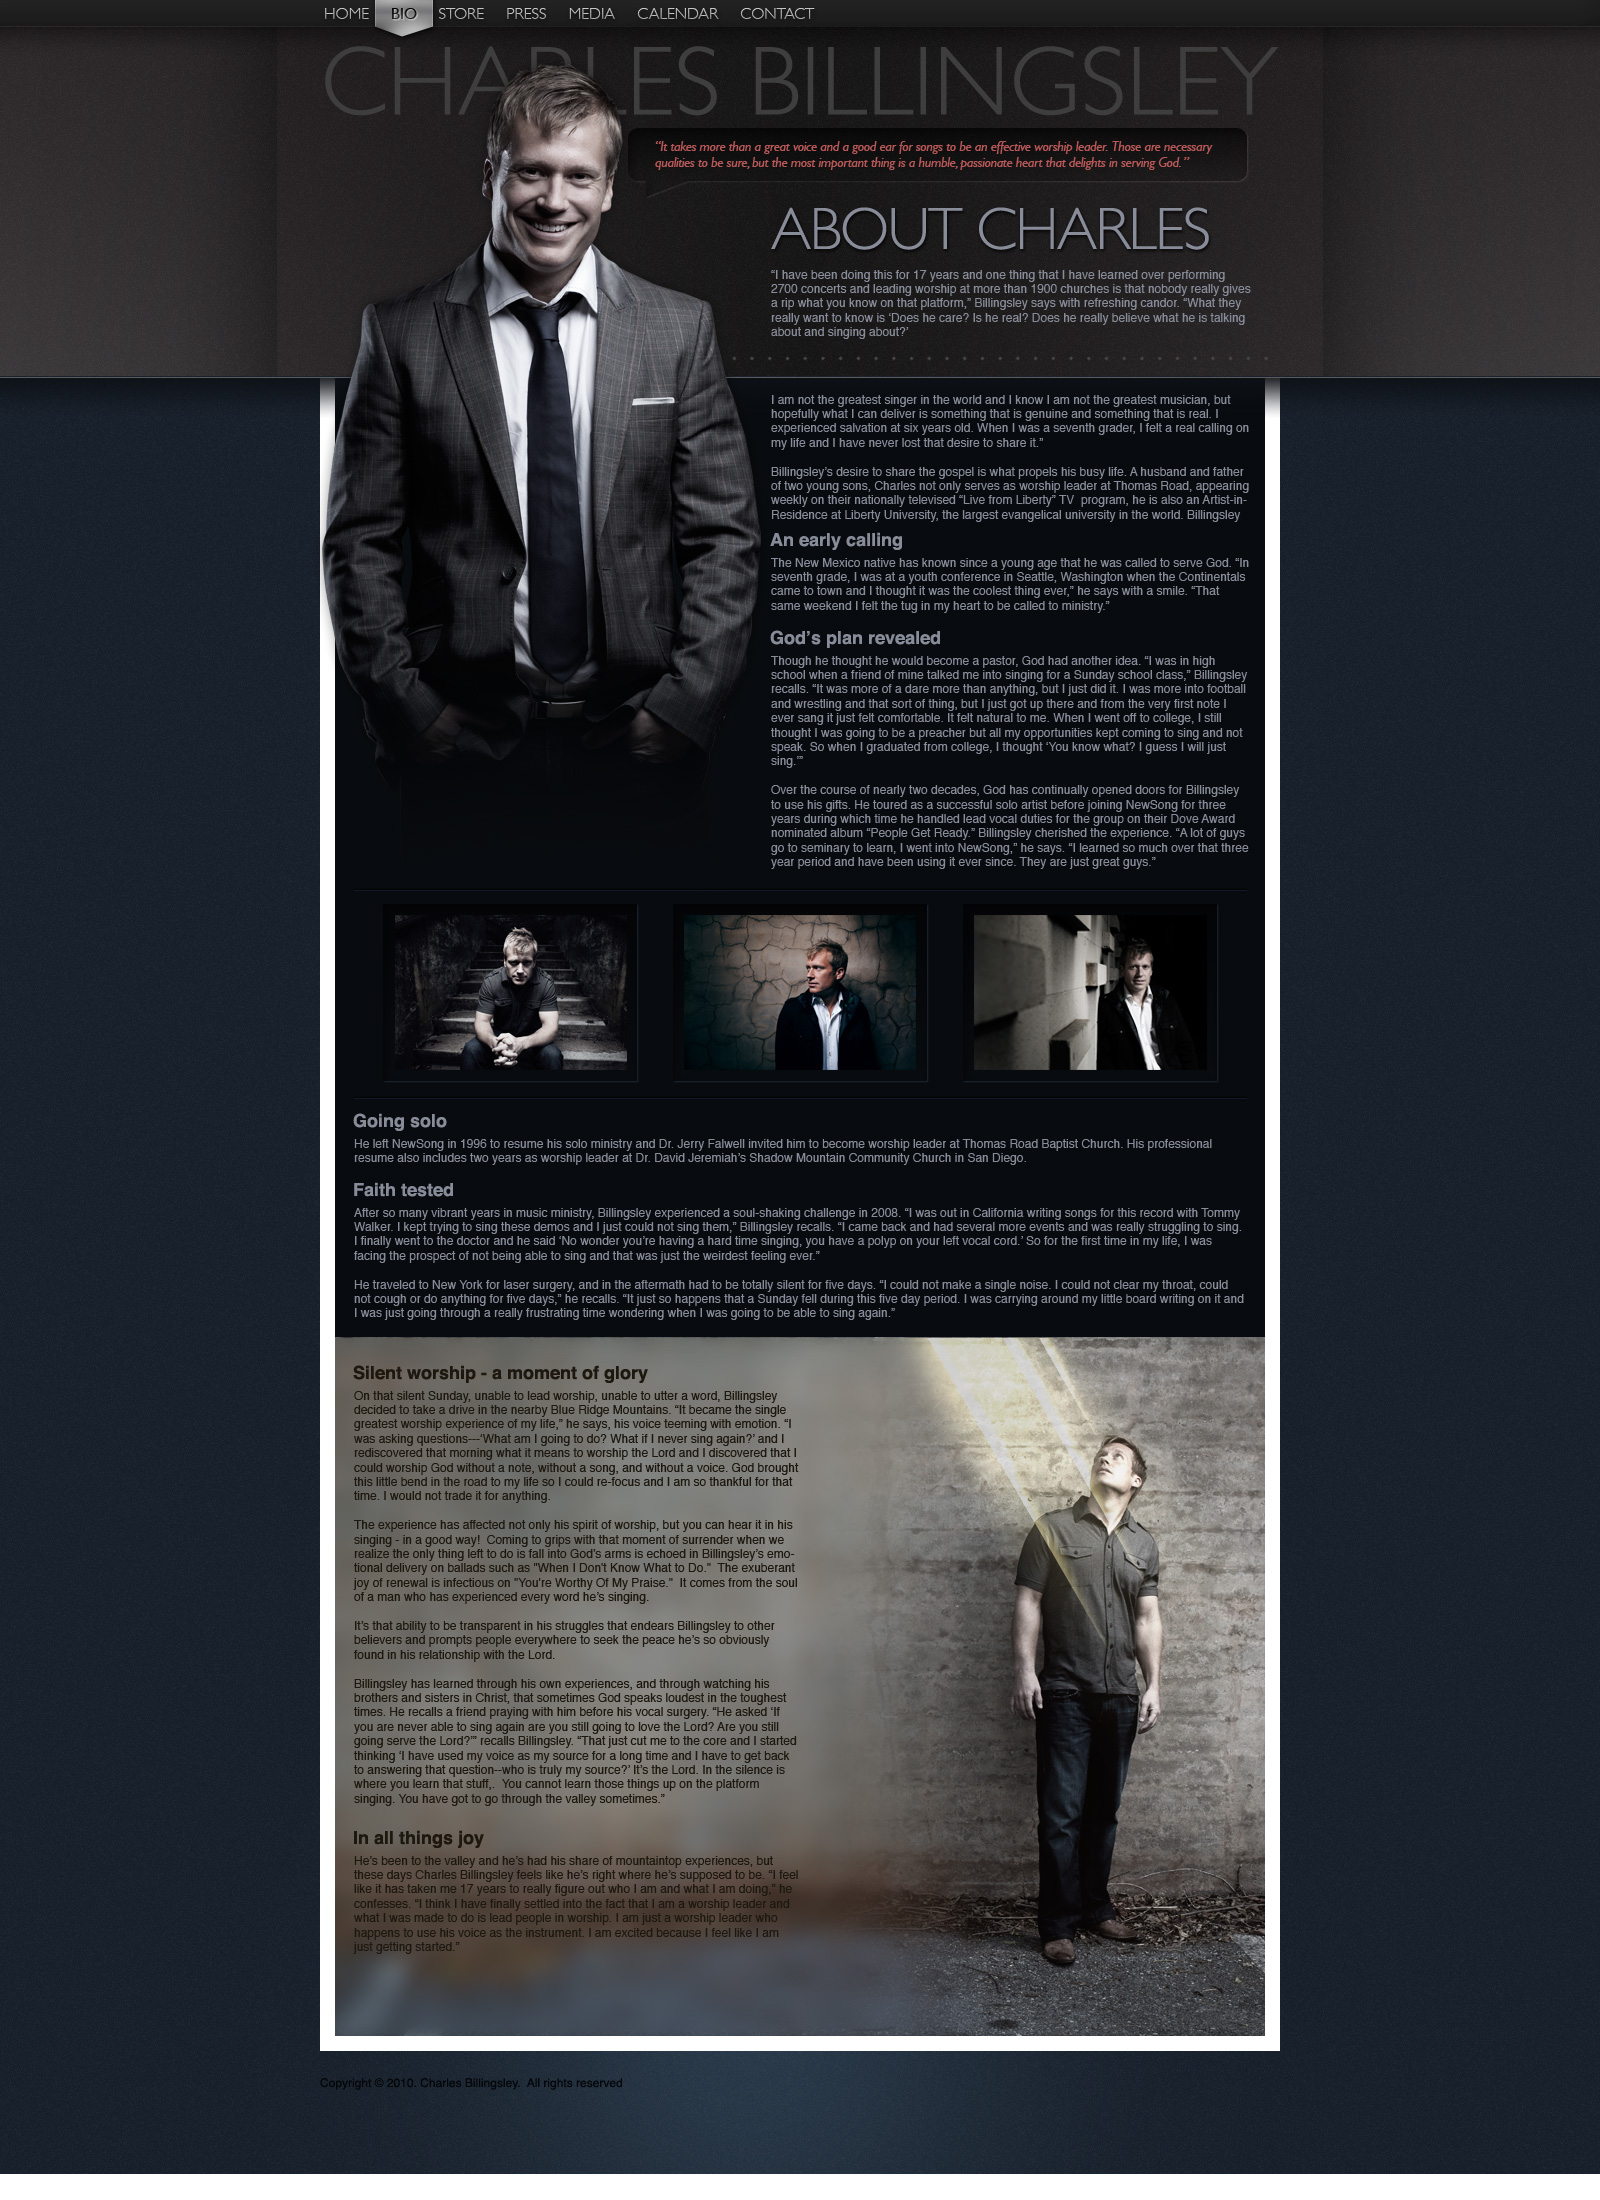 HOME BIO STORE PRESS MEDIA CALENDAR CONTACT
CHARLES BILLINGSLEY
“It takes more than a great voice and a good ear for songs to be an effective worship leader. Those are necessary
qualities to be sure, but the most important thing is a humble, passionate heart that delights in serving God.”
ABOUT CHARLES
“I have been doing this for 17 years and one thing that I have learned over performing
2700 concerts and leading worship at more than 1900 churches is that nobody really gives
a rip what you know on that platform,” Billingsley says with refreshing candor. “What they
really want to know is ‘Does he care? Is he real? Does he really believe what he is talking
about and singing about?’
I am not the greatest singer in the world and I know I am not the greatest musician, but
hopefully what I can deliver is something that is genuine and something that is real. I
experienced salvation at six years old. When I was a seventh grader, I felt a real calling on
my life and I have never lost that desire to share it.”
Billingsley’s desire to share the gospel is what propels his busy life. A husband and father
of two young sons, Charles not only serves as worship leader at Thomas Road, appearing
weekly on their nationally televised “Live from Liberty” TV  program, he is also an Artist-in-
Residence at Liberty University, the largest evangelical university in the world. Billingsley
An early calling
The New Mexico native has known since a young age that he was called to serve God. “In
seventh grade, I was at a youth conference in Seattle, Washington when the Continentals
came to town and I thought it was the coolest thing ever,” he says with a smile. “That
same weekend I felt the tug in my heart to be called to ministry.”
God’s plan revealed
Though he thought he would become a pastor, God had another idea. “I was in high
school when a friend of mine talked me into singing for a Sunday school class,” Billingsley
recalls. “It was more of a dare more than anything, but I just did it. I was more into football
and wrestling and that sort of thing, but I just got up there and from the very first note I
ever sang it just felt comfortable. It felt natural to me. When I went off to college, I still
thought I was going to be a preacher but all my opportunities kept coming to sing and not
speak. So when I graduated from college, I thought ‘You know what? I guess I will just
sing.’”
Over the course of nearly two decades, God has continually opened doors for Billingsley
to use his gifts. He toured as a successful solo artist before joining NewSong for three
years during which time he handled lead vocal duties for the group on their Dove Award
nominated album “People Get Ready.” Billingsley cherished the experience. “A lot of guys
go to seminary to learn, I went into NewSong,” he says. “I learned so much over that three
year period and have been using it ever since. They are just great guys.”
Going solo
He left NewSong in 1996 to resume his solo ministry and Dr. Jerry Falwell invited him to become worship leader at Thomas Road Baptist Church. His professional
resume also includes two years as worship leader at Dr. David Jeremiah’s Shadow Mountain Community Church in San Diego.
Faith tested
After so many vibrant years in music ministry, Billingsley experienced a soul-shaking challenge in 2008. “I was out in California writing songs for this record with Tommy
Walker. I kept trying to sing these demos and I just could not sing them,” Billingsley recalls. “I came back and had several more events and was really struggling to sing.
I finally went to the doctor and he said ‘No wonder you’re having a hard time singing, you have a polyp on your left vocal cord.’ So for the first time in my life, I was
facing the prospect of not being able to sing and that was just the weirdest feeling ever.”
He traveled to New York for laser surgery, and in the aftermath had to be totally silent for five days. “I could not make a single noise. I could not clear my throat, could
not cough or do anything for five days,” he recalls. “It just so happens that a Sunday fell during this five day period. I was carrying around my little board writing on it and
I was just going through a really frustrating time wondering when I was going to be able to sing again.”
Silent worship - a moment of glory
On that silent Sunday, unable to lead worship, unable to utter a word, Billingsley
decided to take a drive in the nearby Blue Ridge Mountains. “It became the single
greatest worship experience of my life,” he says, his voice teeming with emotion. “I
was asking questions---‘What am I going to do? What if I never sing again?’ and I
rediscovered that morning what it means to worship the Lord and I discovered that I
could worship God without a note, without a song, and without a voice. God brought
this little bend in the road to my life so I could re-focus and I am so thankful for that
time. I would not trade it for anything.
The experience has affected not only his spirit of worship, but you can hear it in his
singing - in a good way!  Coming to grips with that moment of surrender when we
realize the only thing left to do is fall into God’s arms is echoed in Billingsley’s emo-
tional delivery on ballads such as "When I Don't Know What to Do."  The exuberant
joy of renewal is infectious on "You're Worthy Of My Praise."  It comes from the soul
of a man who has experienced every word he’s singing.
It’s that ability to be transparent in his struggles that endears Billingsley to other
believers and prompts people everywhere to seek the peace he’s so obviously
found in his relationship with the Lord.
Billingsley has learned through his own experiences, and through watching his
brothers and sisters in Christ, that sometimes God speaks loudest in the toughest
times. He recalls a friend praying with him before his vocal surgery. “He asked ‘If
you are never able to sing again are you still going to love the Lord? Are you still
going serve the Lord?’” recalls Billingsley. “That just cut me to the core and I started
thinking ‘I have used my voice as my source for a long time and I have to get back
to answering that question--who is truly my source?’ It’s the Lord. In the silence is
where you learn that stuff,.  You cannot learn those things up on the platform
singing. You have got to go through the valley sometimes.”
In all things joy
He’s been to the valley and he’s had his share of mountaintop experiences, but
these days Charles Billingsley feels like he’s right where he’s supposed to be. “I feel
like it has taken me 17 years to really figure out who I am and what I am doing,” he
confesses. “I think I have finally settled into the fact that I am a worship leader and
what I was made to do is lead people in worship. I am just a worship leader who
happens to use his voice as the instrument. I am excited because I feel like I am
just getting started.”
Copyright © 2010. Charles Billingsley.  All rights reserved